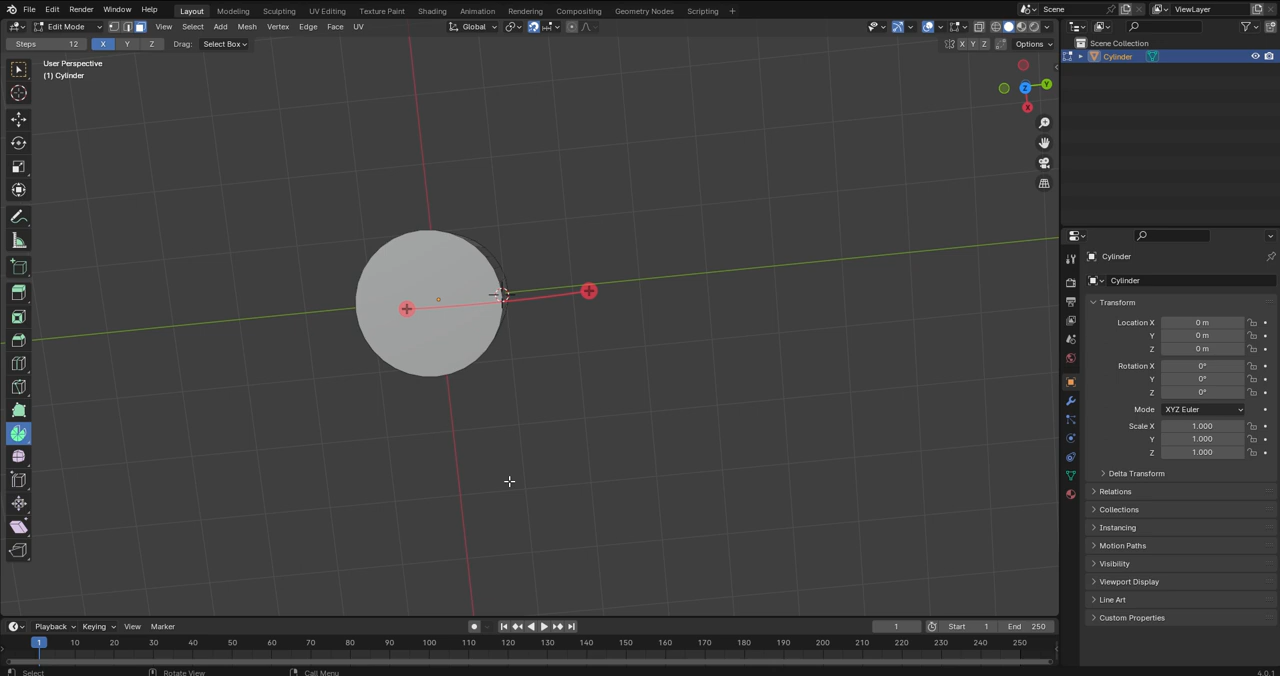 File Edit Render Window Help Layout Modeling Sculpting UV Editing Texture Paint Shading Animation Rendering Compositing Geometry Nodes Scripting + Scene ViewLayer
Edit Mode View Select Add Mesh Vertex Edge Face UV Global
Steps 12 X Y Z Drag: Select Box X Y Z Options
User Perspective
(1) Cylinder
Z Y X
Scene Collection
Cylinder
Cylinder
Cylinder
Transform
Location X 0 m
Y 0 m
Z 0 m
Rotation X 0°
Y 0°
Z 0°
Mode XYZ Euler
Scale X 1.000
Y 1.000
Z 1.000
Delta Transform
Relations
Collections
Instancing
Motion Paths
Visibility
Viewport Display
Line Art
Custom Properties
Playback Keying View Marker 1 Start 1 End 250
1 10 20 30 40 50 60 70 80 90 100 110 120 130 140 150 160 170 180 190 200 210 220 230 240 250
Select Rotate View Call Menu 4.0.1